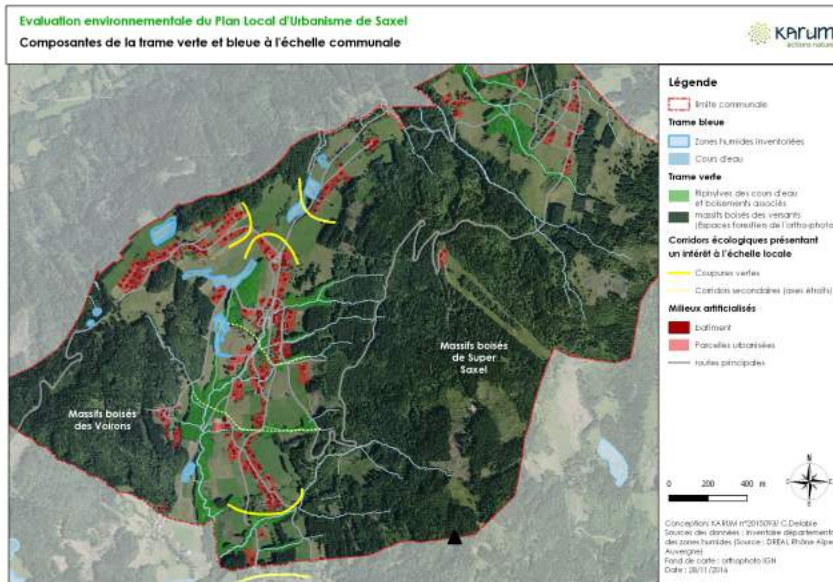 Evaluation environnementale du Plan Local d'Urbanisme de Saxel
Composantes de la trame verte et bleue à l'échelle communale
KARUM
actions nature
Massifs boisés
de Super
Saxel
Massifs boisés
des Voirons
Légende
limite communale
Trame bleue
Zones humides inventoriées
Cours d'eau
Trame verte
Ripisylves des cours d'eau
et boisements associés
massifs boisés des versants
(Espaces forestiers de l'ortho-photo
Corridors écologiques présentant
un intérêt à l'échelle locale
Coupures vertes
Corridors secondaires (axes étroits)
Milieux artificialisés
batiment
Parcelles urbanisées
routes principales
0 200 400 m
N
Conception: KARUM n°2015093/ C.Delable
Sources des données : Inventaire départementa
des zones humides (Source : DREAL Rhône Alpe
Auvergne)
Fond de carte : orthophoto IGN
Date : 28/11/2016